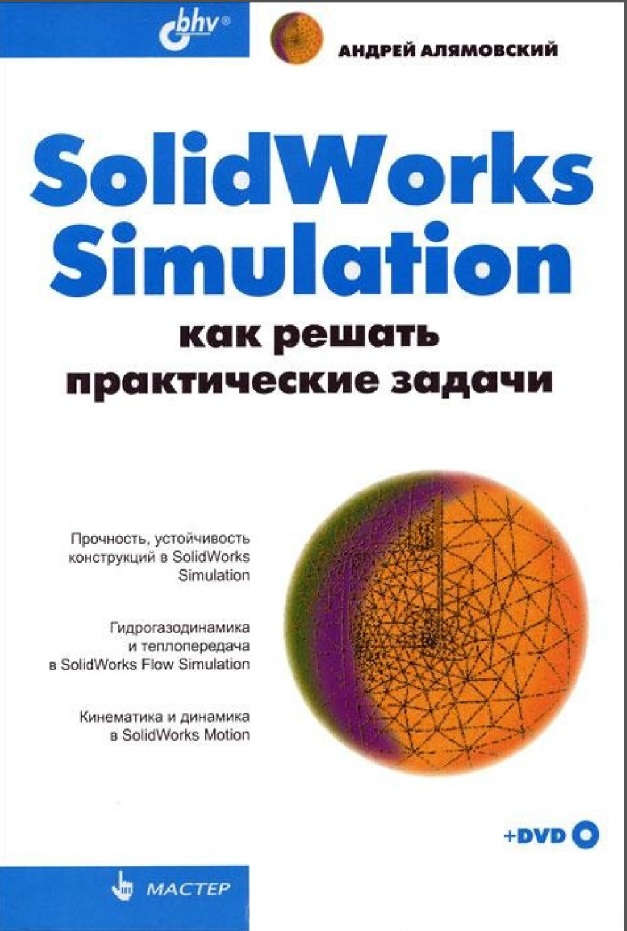 bhv®
АНДРЕЙ АЛЯМОВСКИЙ
SolidWorks
Simulation
как решать
практические задачи
Прочность, устойчивость
конструкций в SolidWorks
Simulation
Гидрогазодинамика
и теплопередача
в SolidWorks Flow Simulation
Кинематика и динамика
в SolidWorks Motion
+DVD
МАСТЕР